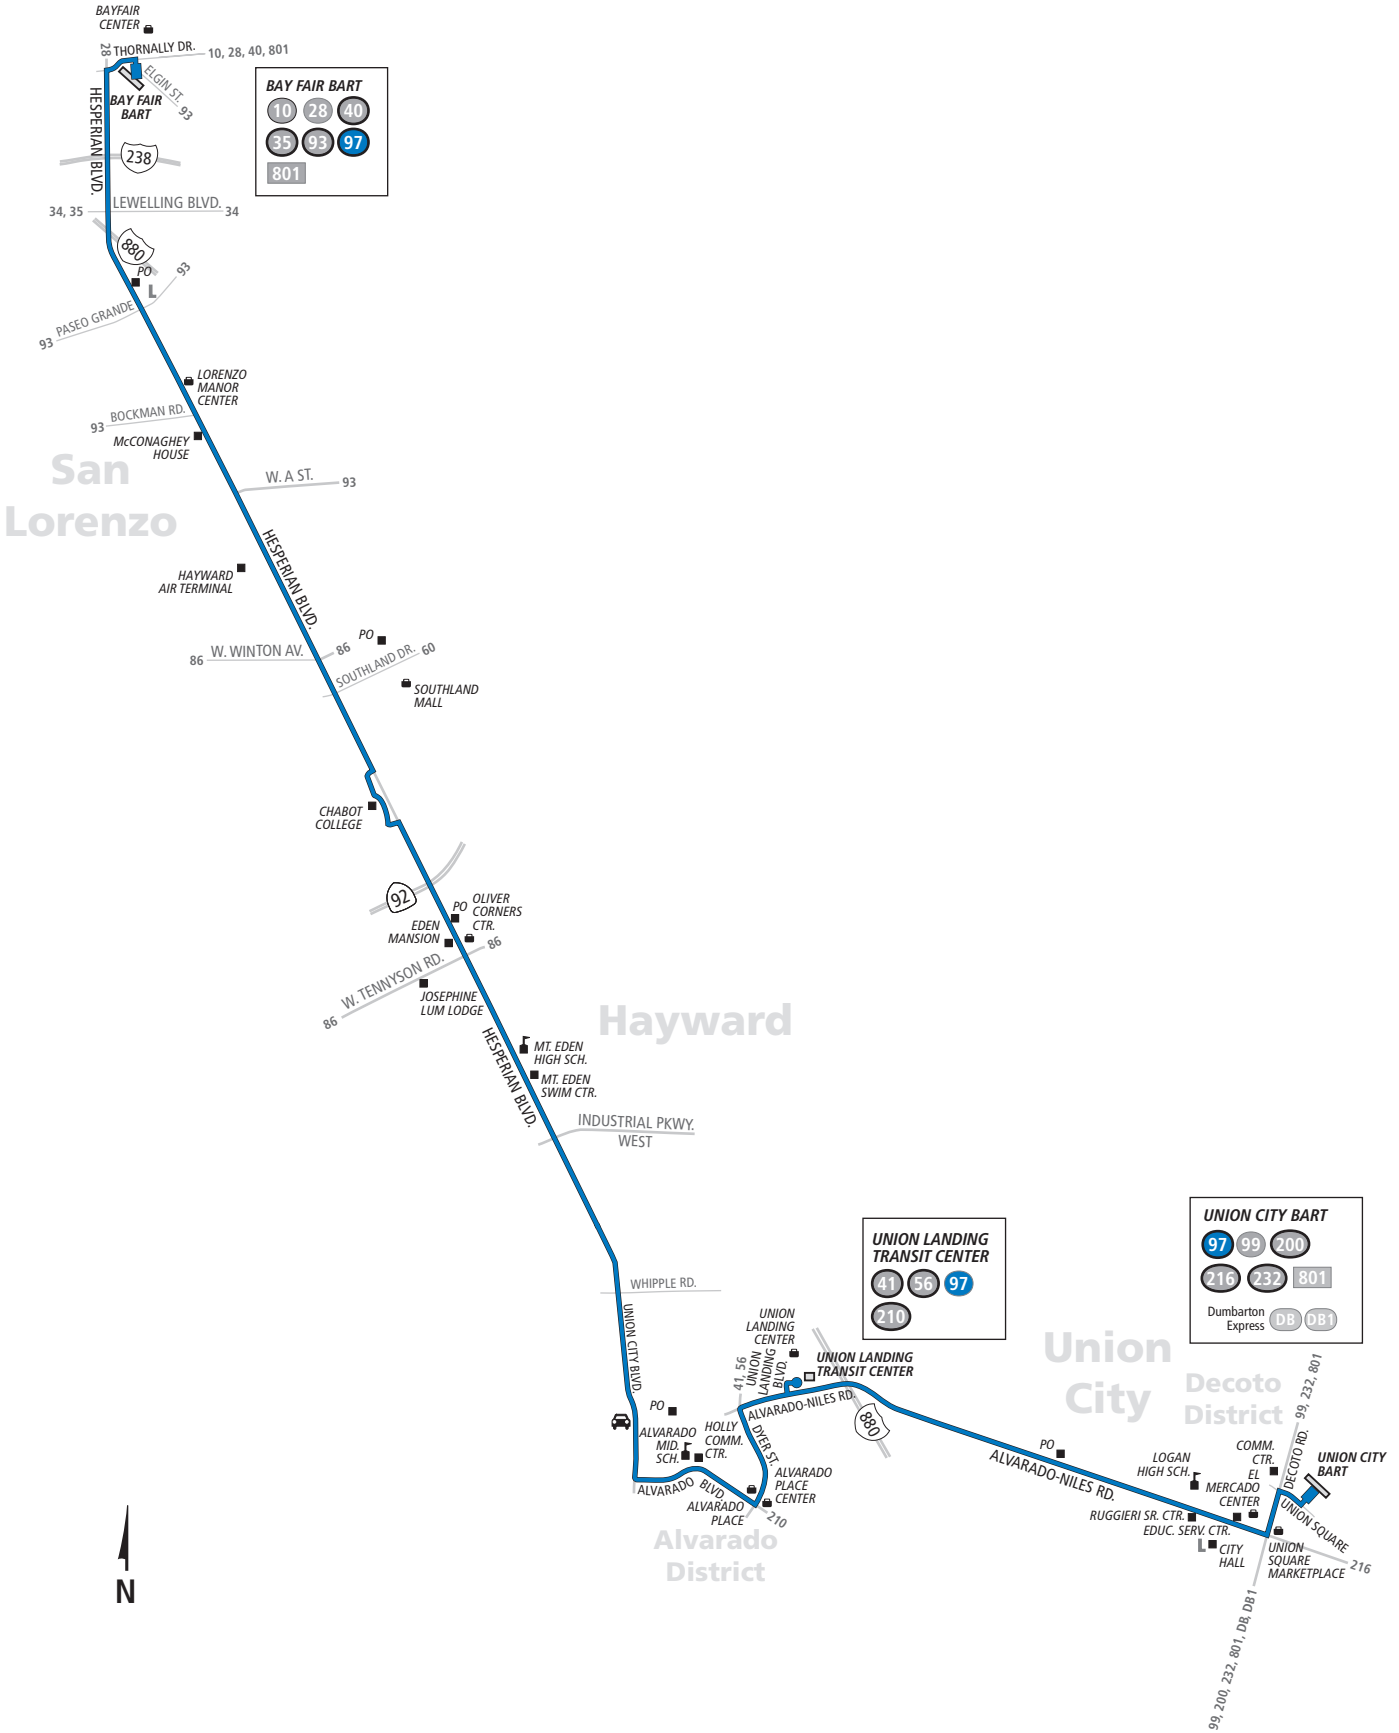 BAYFAIR
CENTER
28
THORNALLY DR.
10, 28, 40, 801
ELGIN ST.
93
BAY FAIR
BART
HESPERIAN BLVD.
238
BAY FAIR BART
10 28 40
35 93 97
801
34, 35
LEWELLING BLVD.
34
880
PO
L
93
PASEO GRANDE
93
LORENZO
MANOR
CENTER
BOCKMAN RD.
93
McCONAGHEY
HOUSE
San
Lorenzo
W. A ST.
93
HESPERIAN BLVD.
HAYWARD
AIR TERMINAL
86
W. WINTON AV.
86
PO
SOUTHLAND DR.
60
SOUTHLAND
MALL
CHABOT
COLLEGE
92
PO
OLIVER
CORNERS
CTR.
EDEN
MANSION
86
W. TENNYSON RD.
86
JOSEPHINE
LUM LODGE
Hayward
HESPERIAN BLVD.
MT. EDEN
HIGH SCH.
MT. EDEN
SWIM CTR.
INDUSTRIAL PKWY.
WEST
WHIPPLE RD.
UNION CITY BLVD.
UNION
LANDING
CENTER
UNION LANDING
TRANSIT CENTER
41 56 97
210
UNION CITY BART
97 99 200
216 232 801
Dumbarton
Express
DB DB1
41, 56
UNION
LANDING
BLVD.
UNION LANDING
TRANSIT CENTER
ALVARADO-NILES RD.
880
Union
City
Decoto
District
99, 232, 801
PO
ALVARADO
MID.
SCH.
HOLLY
COMM.
CTR.
DYER ST.
ALVARADO
BLVD.
ALVARADO
PLACE
ALVARADO
PLACE
CENTER
210
Alvarado
District
PO
ALVARADO-NILES RD.
LOGAN
HIGH SCH.
COMM.
CTR.
EL
MERCADO
CENTER
DECOTO RD.
UNION CITY
BART
RUGGIERI SR. CTR.
EDUC. SERV. CTR.
L
CITY
HALL
UNION SQUARE
UNION
SQUARE
MARKETPLACE
216
99, 200, 232, 801, DB, DB1
N